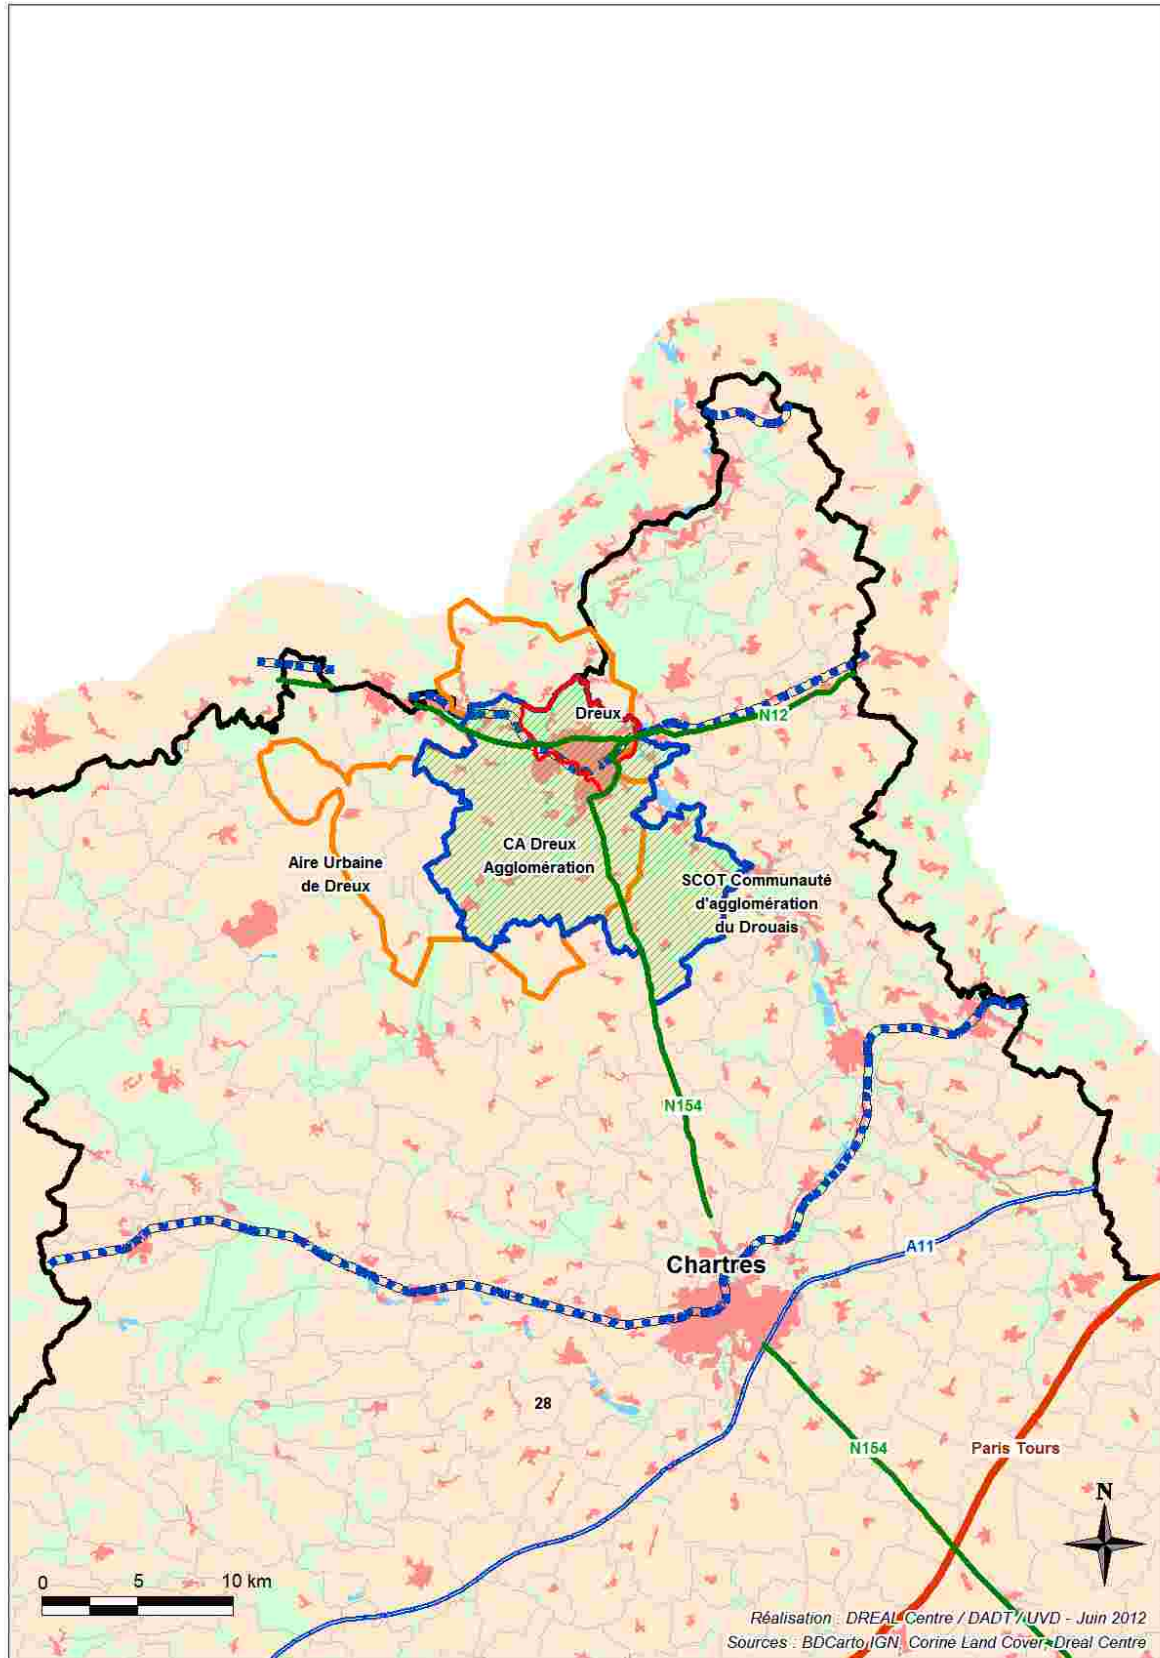 Dreux
N12
CA Dreux
Agglomération
Aire Urbaine
de Dreux
SCOT Communauté
d'agglomération
du Drouais
N154
A11
Chartres
28
N154
Paris Tours
N
0 5 10 km
Réalisation : DREAL Centre / DADT / UVD - Juin 2012
Sources : BDCarto IGN, Corine Land Cover, Dreal Centre